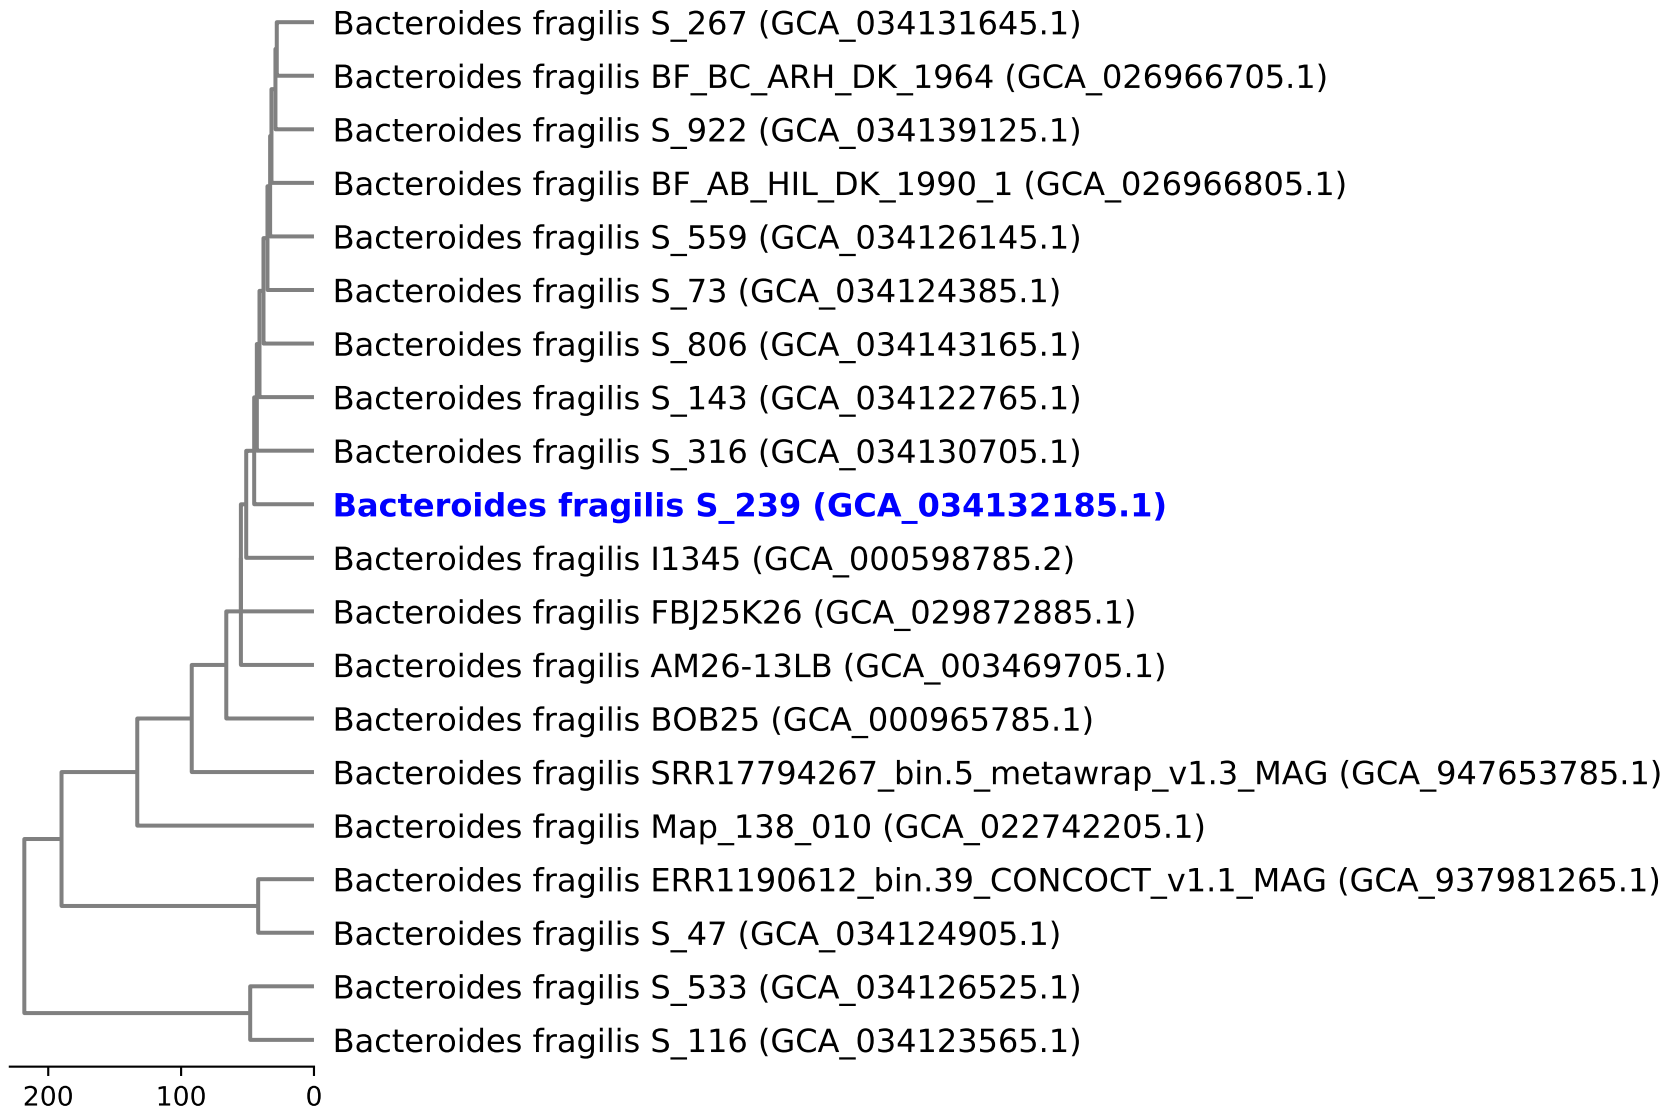 Bacteroides fragilis S_267 (GCA_034131645.1)
Bacteroides fragilis BF_BC_ARH_DK_1964 (GCA_026966705.1)
Bacteroides fragilis S_922 (GCA_034139125.1)
Bacteroides fragilis BF_AB_HIL_DK_1990_1 (GCA_026966805.1)
Bacteroides fragilis S_559 (GCA_034126145.1)
Bacteroides fragilis S_73 (GCA_034124385.1)
Bacteroides fragilis S_806 (GCA_034143165.1)
Bacteroides fragilis S_143 (GCA_034122765.1)
Bacteroides fragilis S_316 (GCA_034130705.1)
Bacteroides fragilis S_239 (GCA_034132185.1)
Bacteroides fragilis I1345 (GCA_000598785.2)
Bacteroides fragilis FBJ25K26 (GCA_029872885.1)
Bacteroides fragilis AM26-13LB (GCA_003469705.1)
Bacteroides fragilis BOB25 (GCA_000965785.1)
Bacteroides fragilis SRR17794267_bin.5_metawrap_v1.3_MAG (GCA_947653785.1)
Bacteroides fragilis Map_138_010 (GCA_022742205.1)
Bacteroides fragilis ERR1190612_bin.39_CONCOCT_v1.1_MAG (GCA_937981265.1)
Bacteroides fragilis S_47 (GCA_034124905.1)
Bacteroides fragilis S_533 (GCA_034126525.1)
Bacteroides fragilis S_116 (GCA_034123565.1)
200 100 0